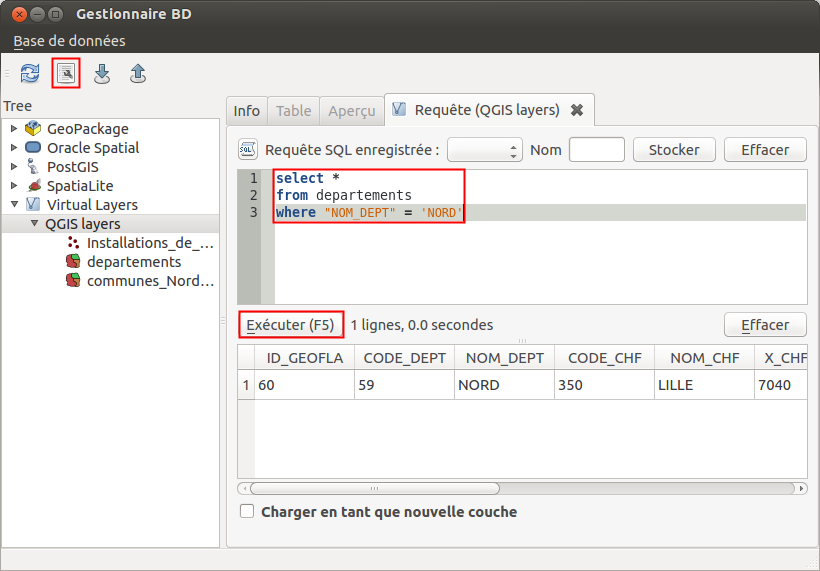 Gestionnaire BD
Base de données
Tree
GeoPackage
Oracle Spatial
PostGIS
SpatiaLite
Virtual Layers
QGIS layers
Installations_de_...
departements
communes_Nord...
Info Table Aperçu Requête (QGIS layers)
SQL Requête SQL enregistrée : Nom Stocker Effacer
1 select *
2 from departements
3 where "NOM_DEPT" = 'NORD'
Exécuter (F5) 1 lignes, 0.0 secondes Effacer
ID_GEOFLA CODE_DEPT NOM_DEPT CODE_CHF NOM_CHF X_CHF
1 60 59 NORD 350 LILLE 7040
Charger en tant que nouvelle couche